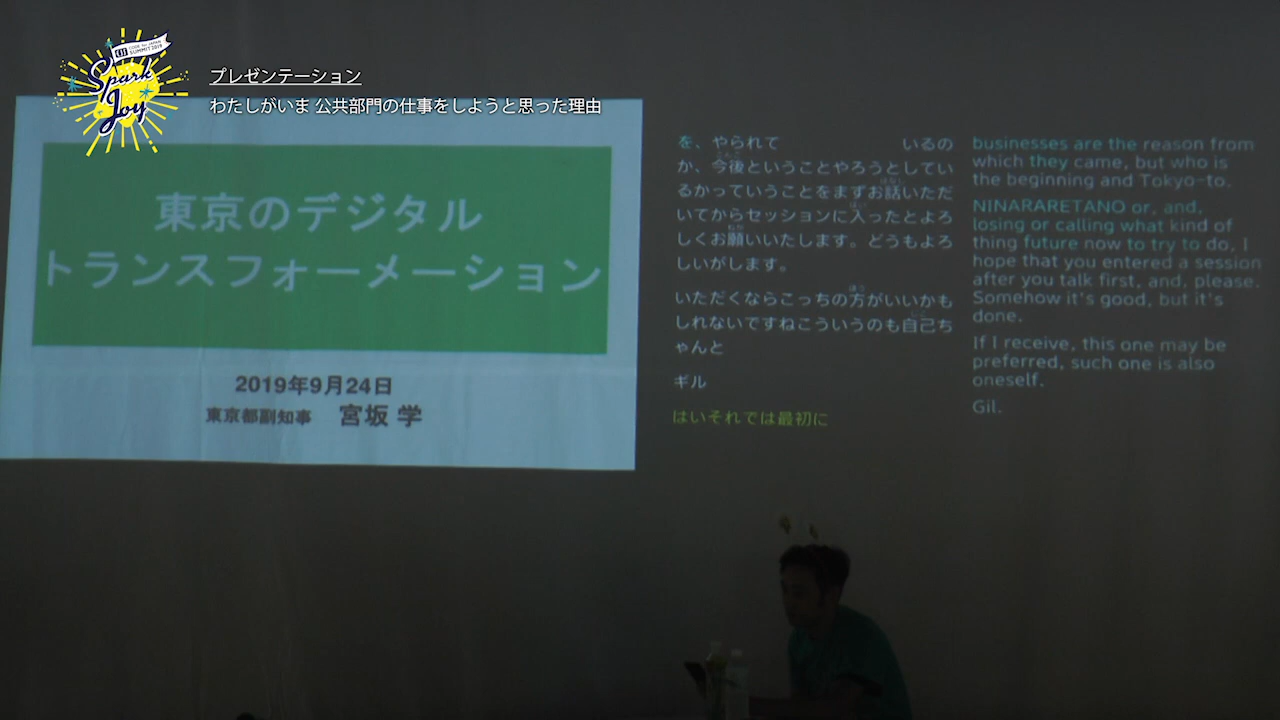 CODE for JAPAN
SUMMIT 2019
Spark
Joy
プレゼンテーション
わたしがいま 公共部門の仕事をしようと思った理由
東京のデジタル
トランスフォーメーション
2019年9月24日
東京都副知事 宮坂 学
を、やられて いるの
か、今後ということやろうとしてい
るかっていうことをまずお話いただ
いてからセッションに入ったとよろ
しくお願いいたします。どうもよろ
しいがします。
いただくならこっちの方がいいかも
しれないですねこういうのも自己ち
ゃんと
ギル
はいそれでは最初に
businesses are the reason from
which they came, but who is
the beginning and Tokyo-to.
NINARARETANO or, and,
losing or calling what kind of
thing future now to try to do, I
hope that you entered a session
after you talk first, and, please.
Somehow it's good, but it's
done.
If I receive, this one may be
preferred, such one is also
oneself.
Gil.